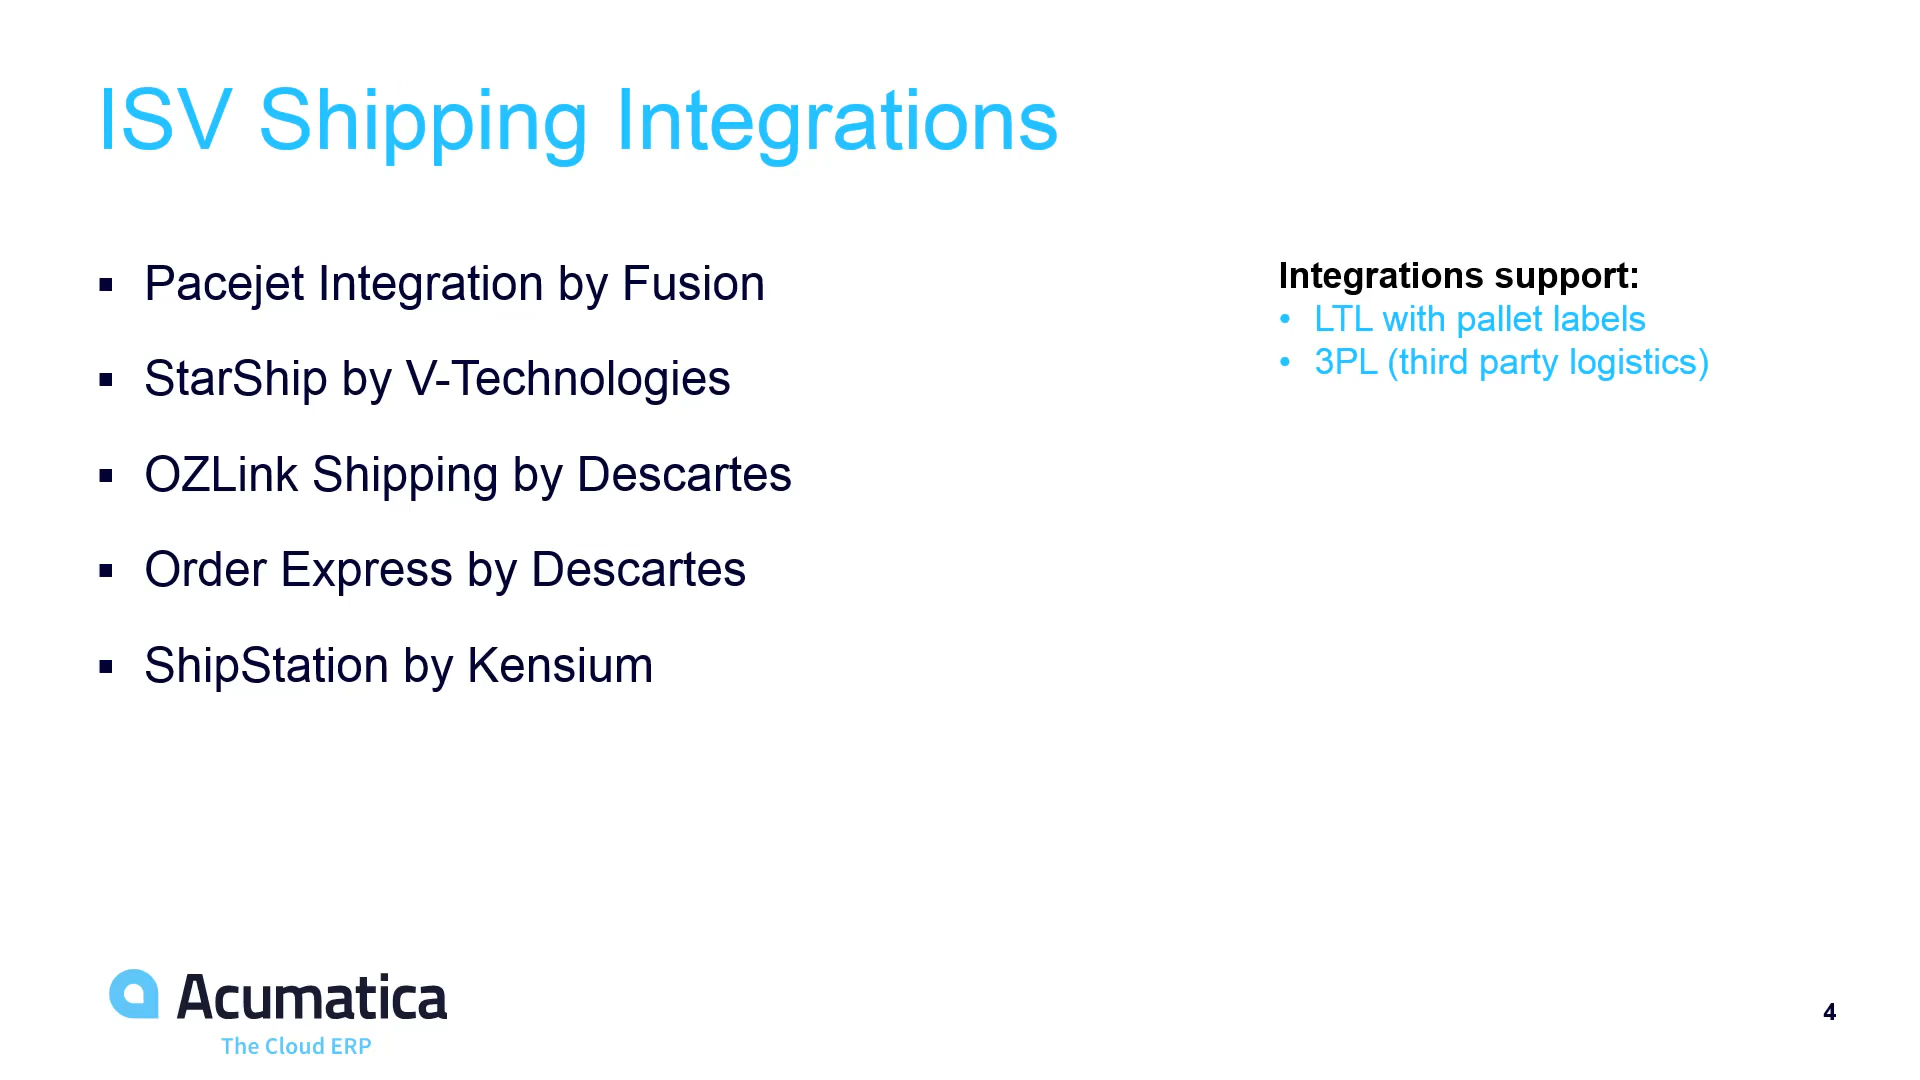 ISV Shipping Integrations
▪ Pacejet Integration by Fusion
▪ StarShip by V-Technologies
▪ OZLink Shipping by Descartes
▪ Order Express by Descartes
▪ ShipStation by Kensium
Integrations support:
• LTL with pallet labels
• 3PL (third party logistics)
Acumatica
The Cloud ERP
4